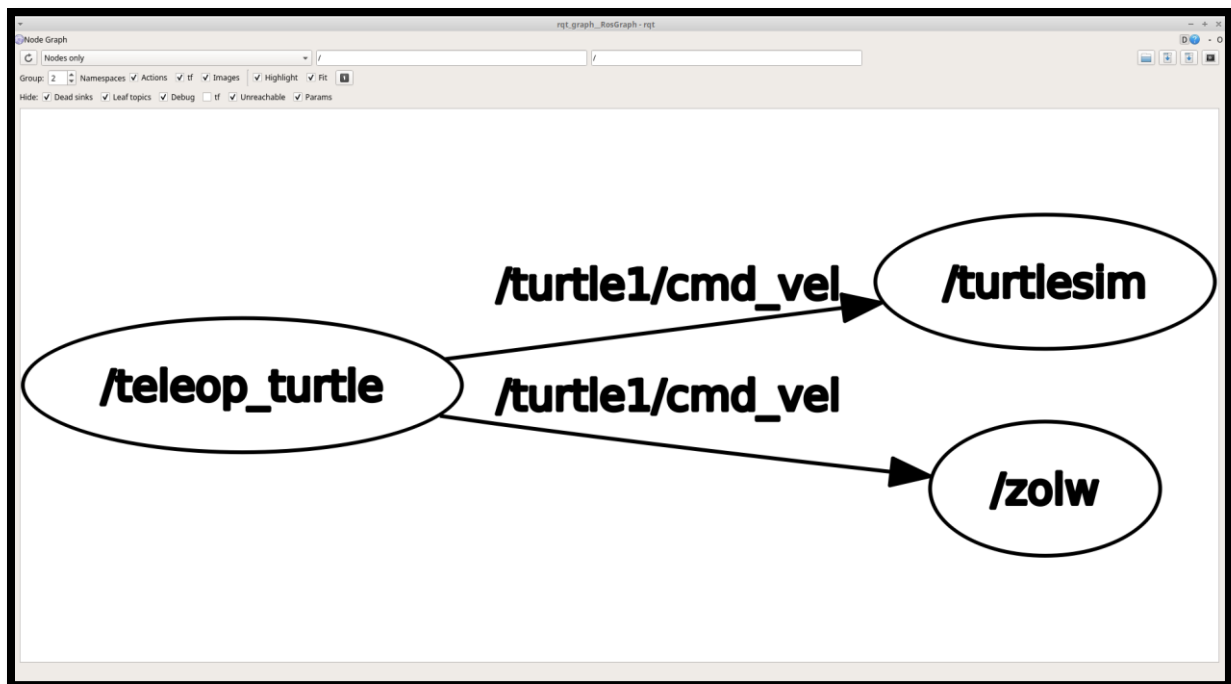 rqt_graph__RosGraph - rqt
Node Graph
D ? - O
Nodes only / /
Group: 2 Namespaces Actions tf Images Highlight Fit
Hide: Dead sinks Leaf topics Debug tf Unreachable Params
/turtle1/cmd_vel
/turtlesim
/teleop_turtle
/turtle1/cmd_vel
/zolw